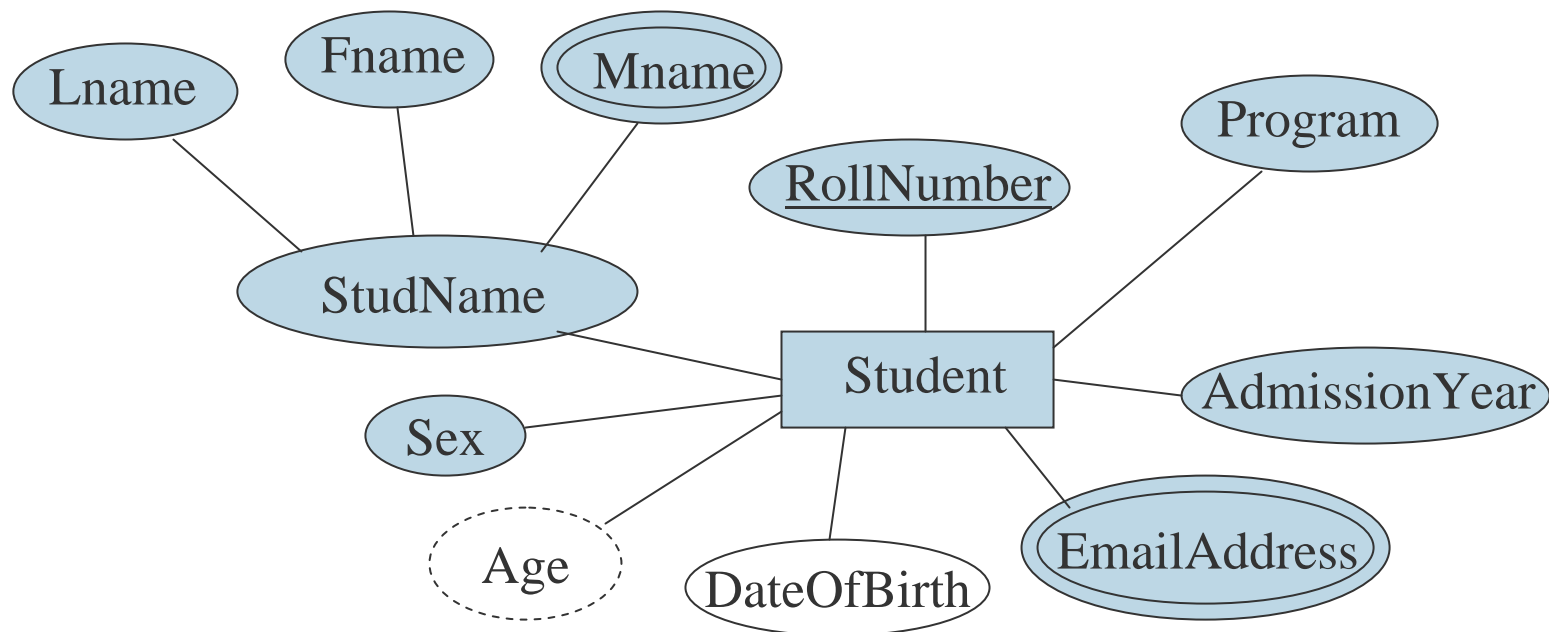 Lname
Fname
Mname
RollNumber
Program
StudName
Student
AdmissionYear
Sex
Age
DateOfBirth
EmailAddress